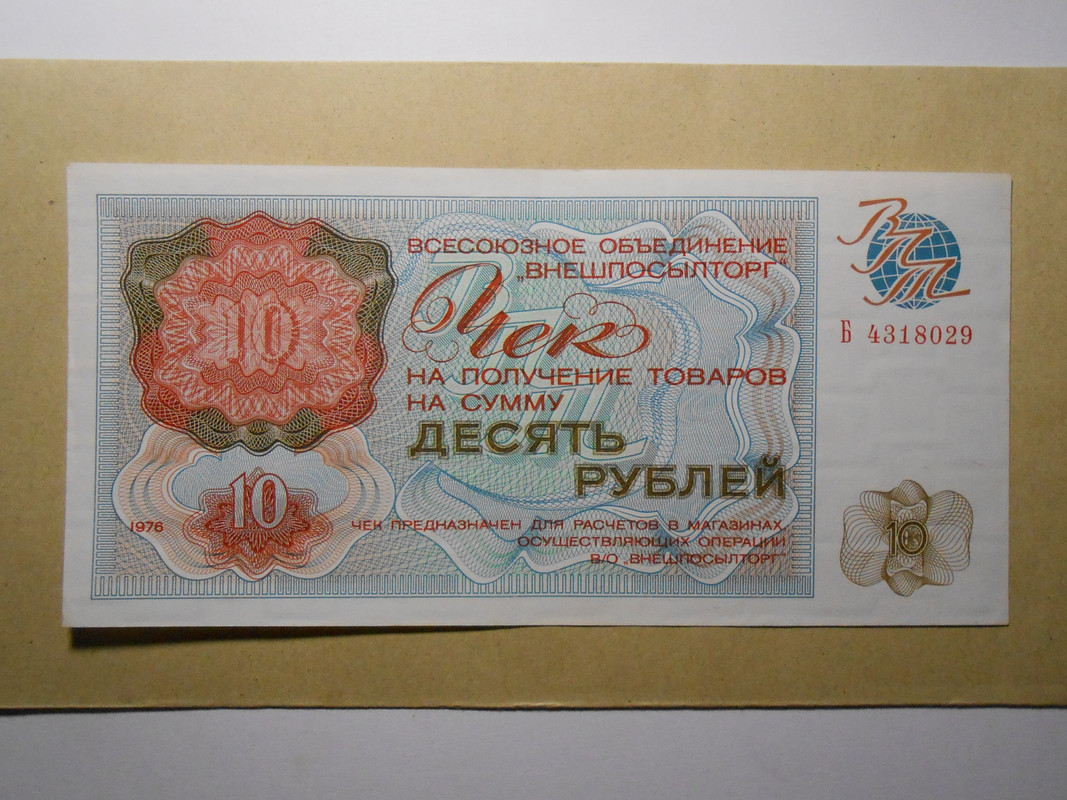 ВСЕСОЮЗНОЕ ОБЪЕДИНЕНИЕ
„ВНЕШПОСЫЛТОРГ"
Чек
НА ПОЛУЧЕНИЕ ТОВАРОВ
НА СУММУ
ДЕСЯТЬ
РУБЛЕЙ
ЧЕК ПРЕДНАЗНАЧЕН ДЛЯ РАСЧЕТОВ В МАГАЗИНАХ,
ОСУЩЕСТВЛЯЮЩИХ ОПЕРАЦИИ
В/О „ВНЕШПОСЫЛТОРГ"
10
10
1976
ВПТ
ВПТ
Б 4318029
10